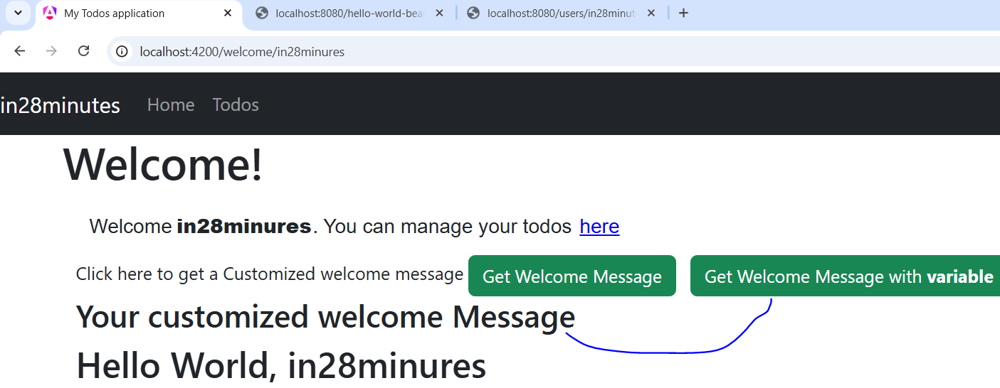 My Todos application
localhost:8080/hello-world-bea
localhost:8080/users/in28minut
localhost:4200/welcome/in28minures
in28minutes Home Todos
Welcome!
Welcome in28minures. You can manage your todos here
Click here to get a Customized welcome message Get Welcome Message Get Welcome Message with variable
Your customized welcome Message
Hello World, in28minures